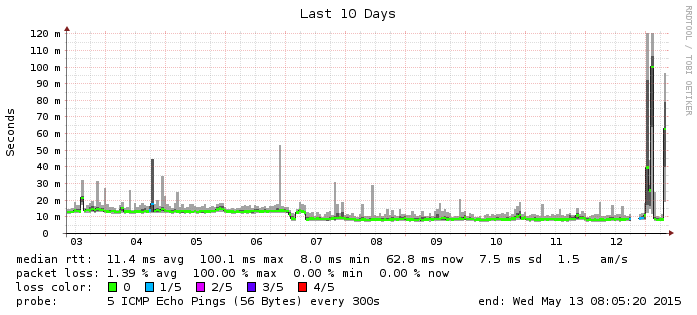 Last 10 Days
RRDTOOL / TOBI OETIKER
Seconds
120 m
110 m
100 m
90 m
80 m
70 m
60 m
50 m
40 m
30 m
20 m
10 m
0
03 04 05 06 07 08 09 10 11 12
median rtt: 11.4 ms avg 100.1 ms max 8.0 ms min 62.8 ms now 7.5 ms sd 1.5 am/s
packet loss: 1.39 % avg 100.00 % max 0.00 % min 0.00 % now
loss color: 0 1/5 2/5 3/5 4/5
probe: 5 ICMP Echo Pings (56 Bytes) every 300s end: Wed May 13 08:05:20 2015